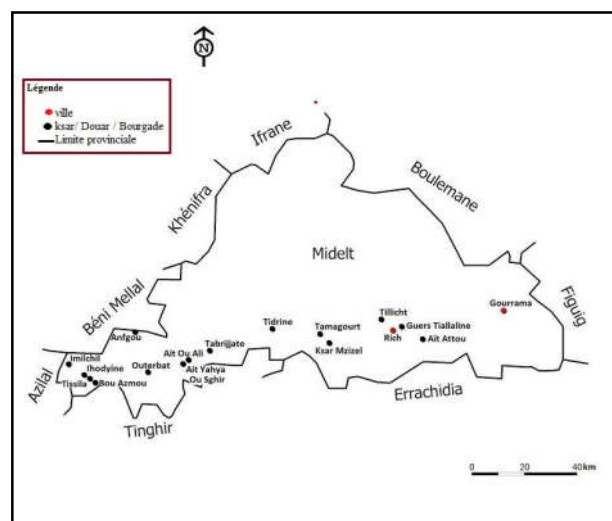 N
Légende
ville
ksar/ Douar / Bourgade
Limite provinciale
Ifrane
Boulemane
Khénifra
Midelt
Béni Mellal
Figuig
Gourrama
Tillicht
Guers Tiallaline
Rich
Ait Attou
Tidrine
Tamagourt
Ksar Mzizel
Anfgou
Tabrijjate
Ait Ou Ali
Ait Yahya
Ou Sghir
Outerbat
Imilchil
Ihodyine
Tissila
Bou Azmou
Azilal
Errachidia
Tinghir
0 20 40 km